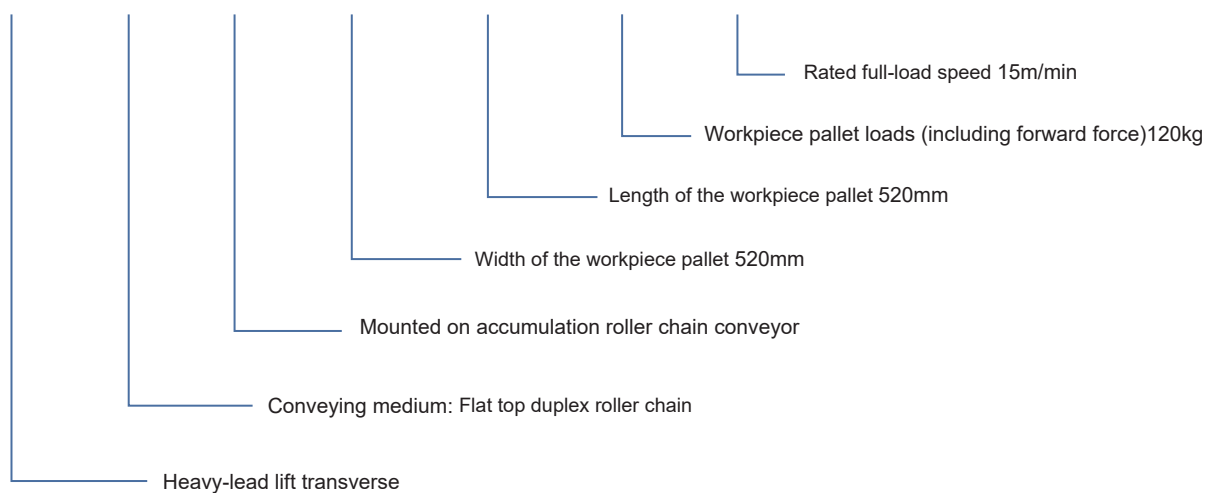 Rated full-load speed 15m/min
Workpiece pallet loads (including forward force)120kg
Length of the workpiece pallet 520mm
Width of the workpiece pallet 520mm
Mounted on accumulation roller chain conveyor
Conveying medium: Flat top duplex roller chain
Heavy-lead lift transverse